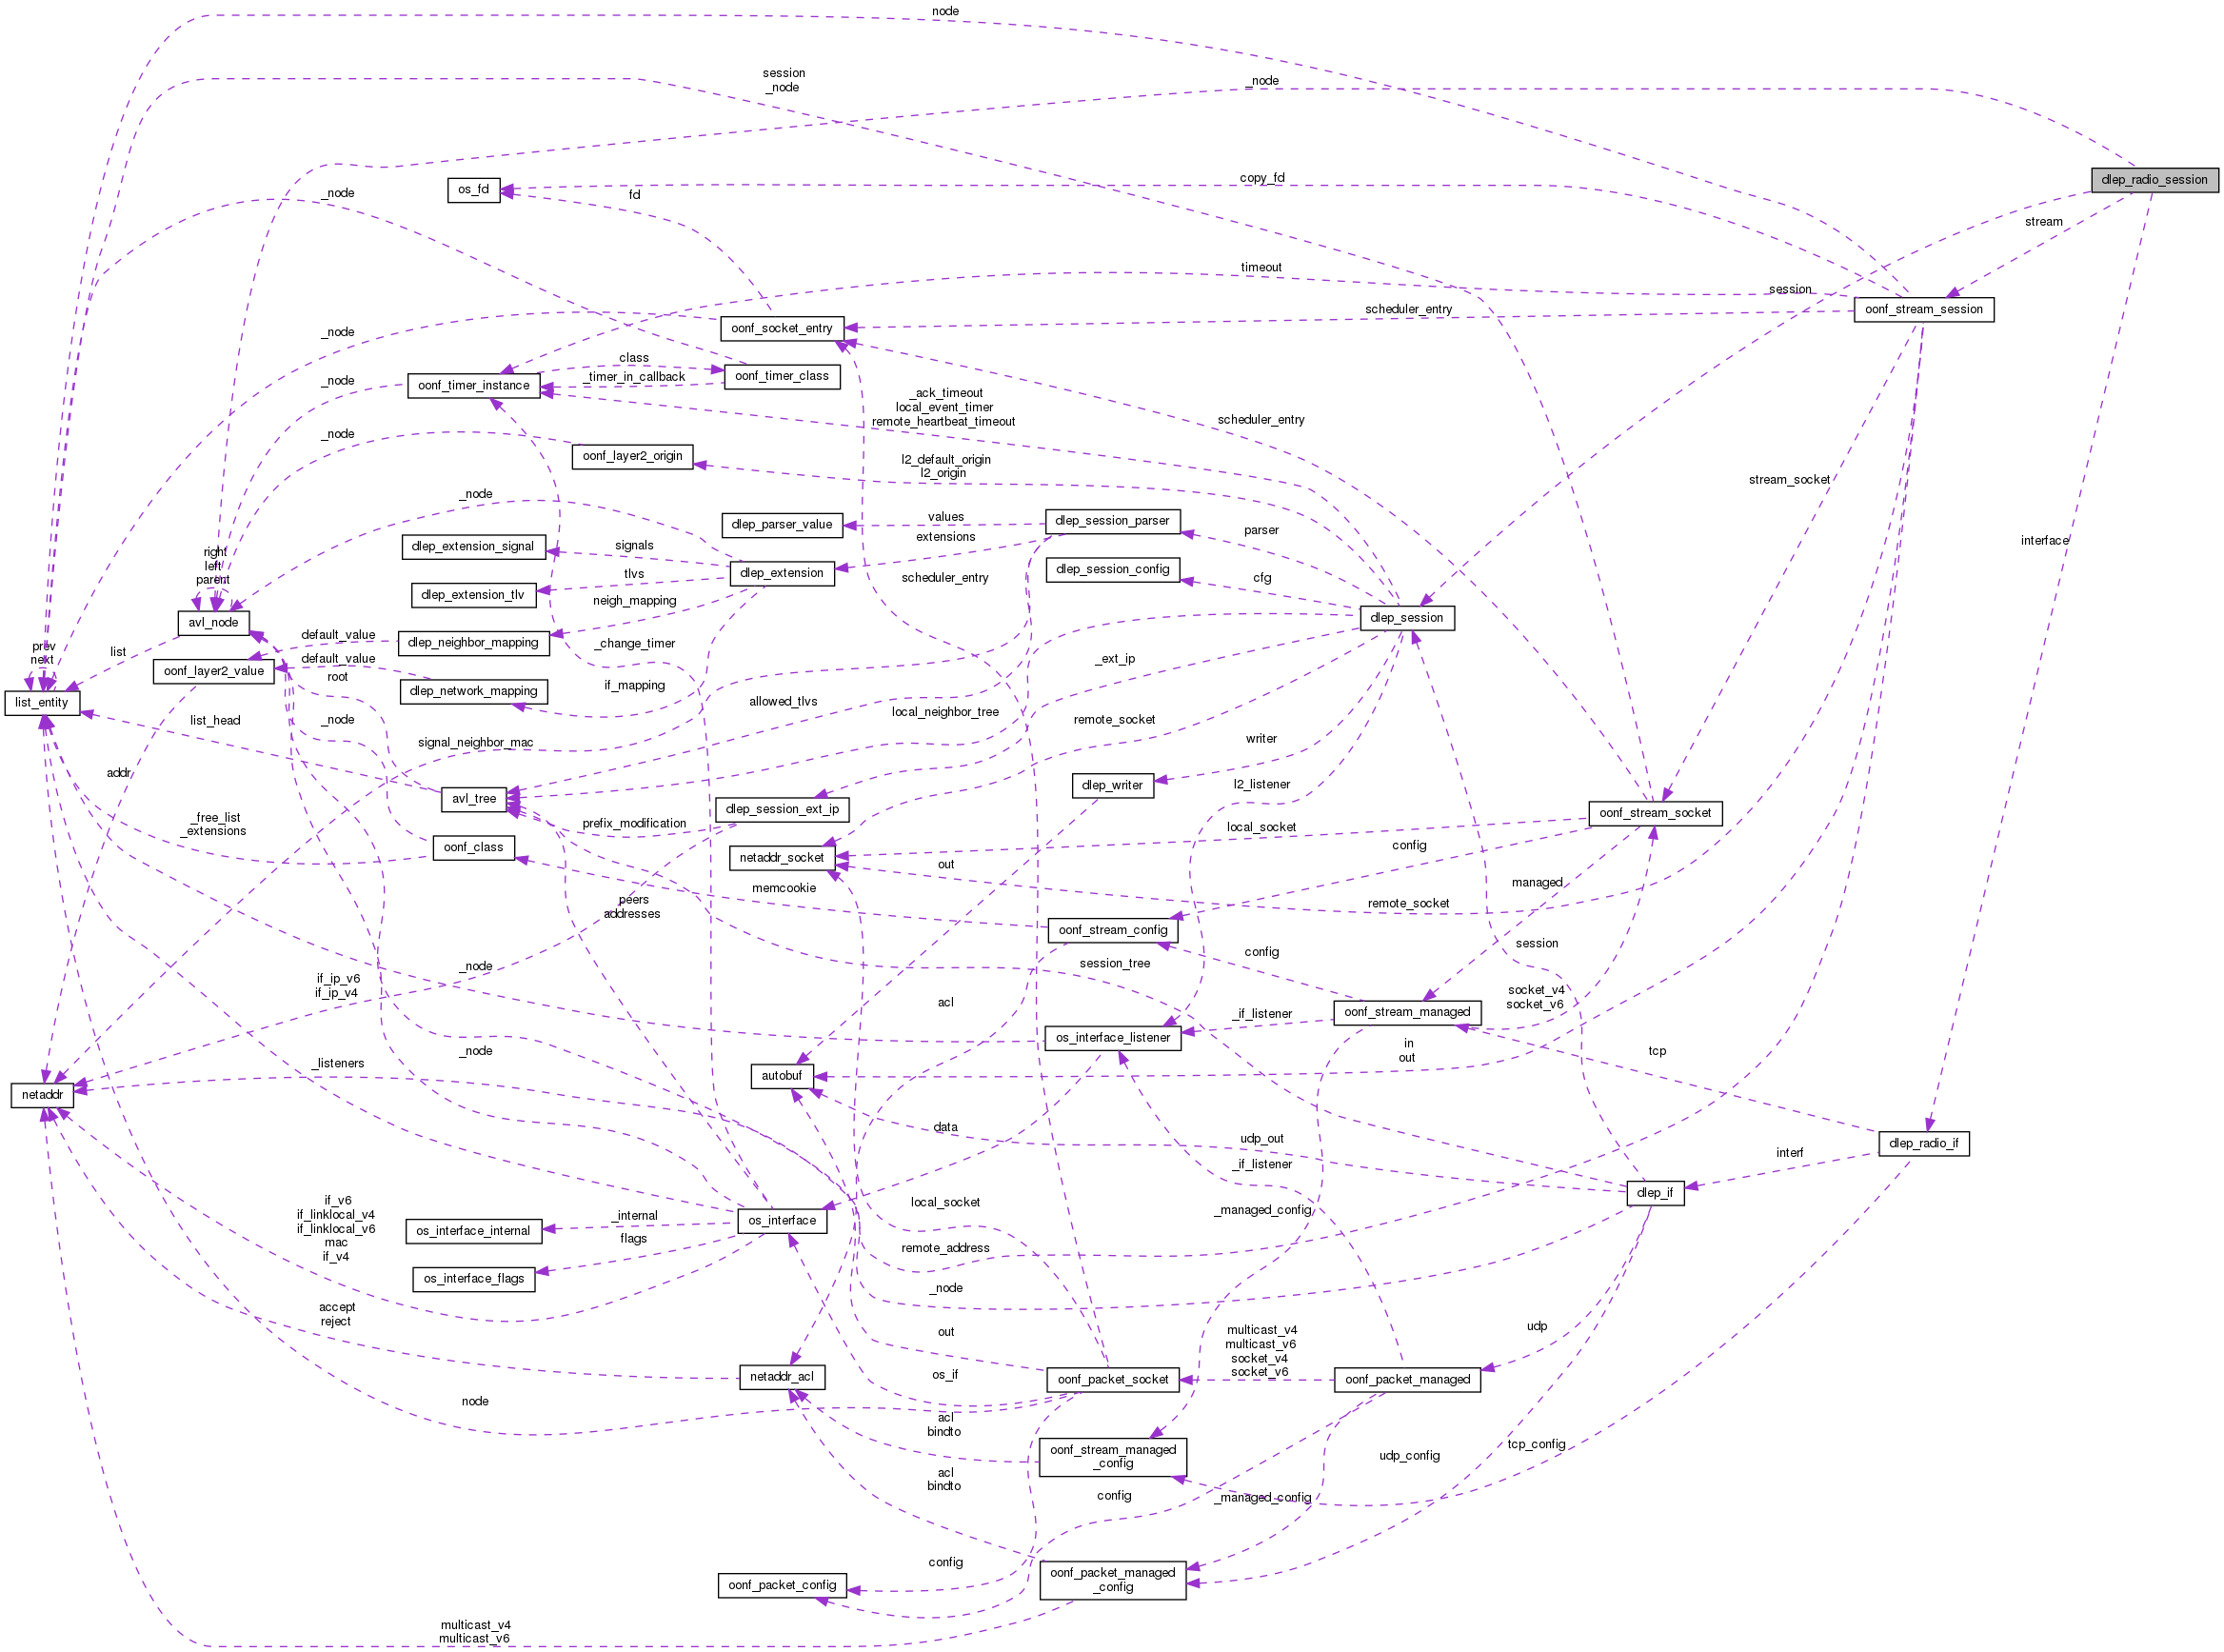 node
session
_node
_node
dlep_radio_session
copy_fd
os_fd
fd
_node
stream
timeout
session
oonf_stream_session
scheduler_entry
oonf_socket_entry
_node
class
oonf_timer_class
oonf_timer_instance
_timer_in_callback
_node
_ack_timeout
local_event_timer
remote_heartbeat_timeout
scheduler_entry
_node
oonf_layer2_origin
l2_default_origin
l2_origin
stream_socket
_node
dlep_parser_value
values
dlep_session_parser
parser
interface
extensions
dlep_extension_signal
signals
right
left
parent
dlep_extension
dlep_session_config
cfg
scheduler_entry
tlvs
dlep_extension_tlv
neigh_mapping
avl_node
dlep_session
default_value
dlep_neighbor_mapping
_change_timer
prev
next
list
oonf_layer2_value
default_value
_ext_ip
root
dlep_network_mapping
if_mapping
list_entity
allowed_tlvs
local_neighbor_tree
list_head
_node
remote_socket
signal_neighbor_mac
writer
addr
dlep_writer
l2_listener
avl_tree
dlep_session_ext_ip
oonf_stream_socket
_free_list
_extensions
prefix_modification
local_socket
oonf_class
netaddr_socket
out
config
memcookie
managed
peers
addresses
remote_socket
oonf_stream_config
session
config
session_tree
_node
if_ip_v6
if_ip_v4
socket_v4
socket_v6
acl
_if_listener
oonf_stream_managed
os_interface_listener
in
out
tcp
_node
_listeners
autobuf
netaddr
data
udp_out
dlep_radio_if
interf
_if_listener
dlep_if
if_v6
if_linklocal_v4
if_linklocal_v6
mac
if_v4
local_socket
_internal
os_interface
_managed_config
os_interface_internal
flags
remote_address
os_interface_flags
_node
accept
reject
out
multicast_v4
multicast_v6
socket_v4
socket_v6
udp
netaddr_acl
os_if
oonf_packet_socket
oonf_packet_managed
node
acl
bindto
oonf_stream_managed
_config
udp_config
tcp_config
acl
bindto
config
_managed_config
config
oonf_packet_config
oonf_packet_managed
_config
multicast_v4
multicast_v6